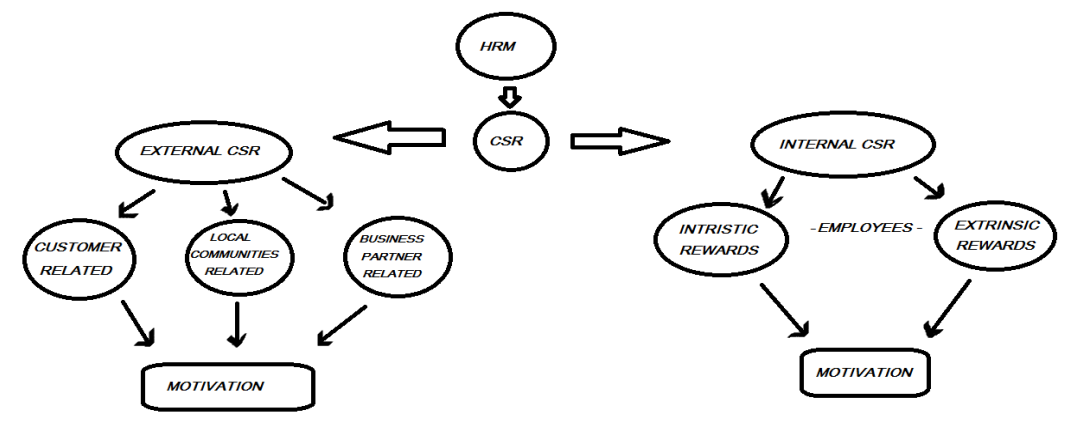 HRM
CSR
EXTERNAL CSR
INTERNAL CSR
CUSTOMER
RELATED
LOCAL
COMMUNITIES
RELATED
BUSINESS
PARTNER
RELATED
INTRISTIC
REWARDS
- EMPLOYEES -
EXTRINSIC
REWARDS
MOTIVATION
MOTIVATION